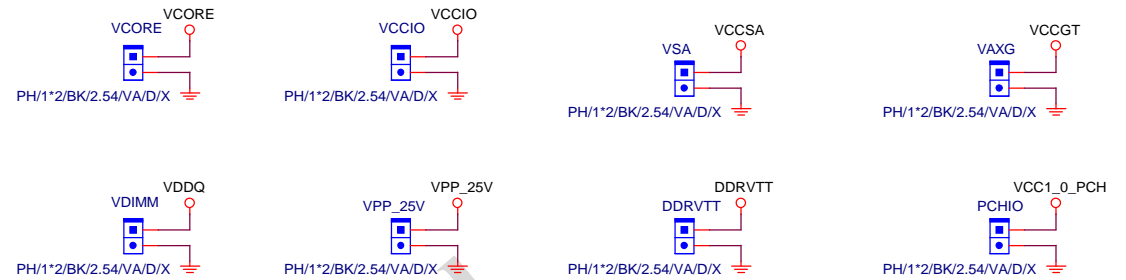 VCORE
VCORE
PH/1*2/BK/2.54/VA/D/X
VCCIO
VCCIO
PH/1*2/BK/2.54/VA/D/X
VCCSA
VSA
PH/1*2/BK/2.54/VA/D/X
VCCGT
VAXG
PH/1*2/BK/2.54/VA/D/X
VDDQ
VDIMM
PH/1*2/BK/2.54/VA/D/X
VPP_25V
VPP_25V
PH/1*2/BK/2.54/VA/D/X
DDRVTT
DDRVTT
PH/1*2/BK/2.54/VA/D/X
VCC1_0_PCH
PCHIO
PH/1*2/BK/2.54/VA/D/X